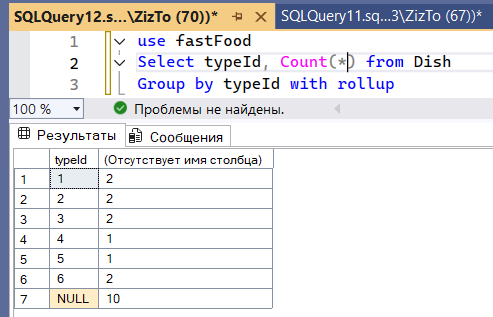 SQLQuery12.s...\ZizTo (70))* SQLQuery11.sq...3\ZizTo (67))*
1 use fastFood
2 Select typeId, Count(*) from Dish
3 Group by typeId with rollup
100 % Проблемы не найдены.
Результаты Сообщения
typeId (Отсутствует имя столбца)
1 1 2
2 2 2
3 3 2
4 4 1
5 5 1
6 6 2
7 NULL 10